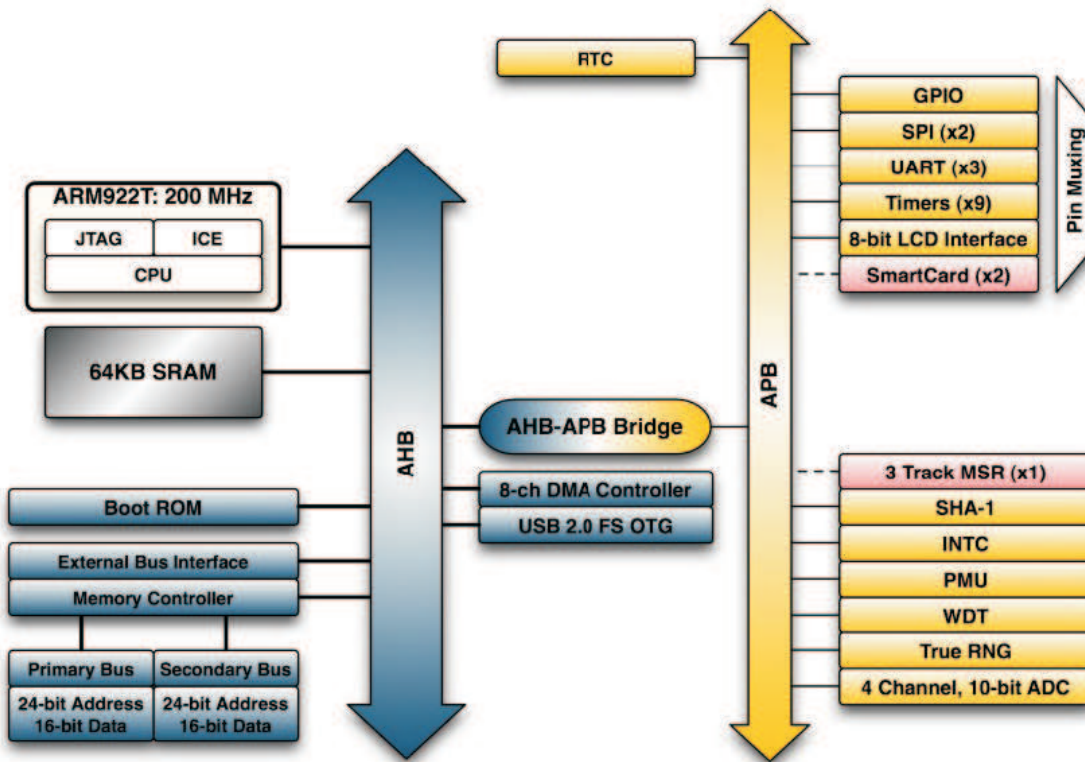 RTC
GPIO
SPI (x2)
UART (x3)
Timers (x9)
8-bit LCD Interface
SmartCard (x2)
Pin Muxing
ARM922T: 200 MHz
JTAG
ICE
CPU
64KB SRAM
AHB
AHB-APB Bridge
APB
8-ch DMA Controller
USB 2.0 FS OTG
Boot ROM
External Bus Interface
Memory Controller
Primary Bus
Secondary Bus
24-bit Address
16-bit Data
24-bit Address
16-bit Data
3 Track MSR (x1)
SHA-1
INTC
PMU
WDT
True RNG
4 Channel, 10-bit ADC